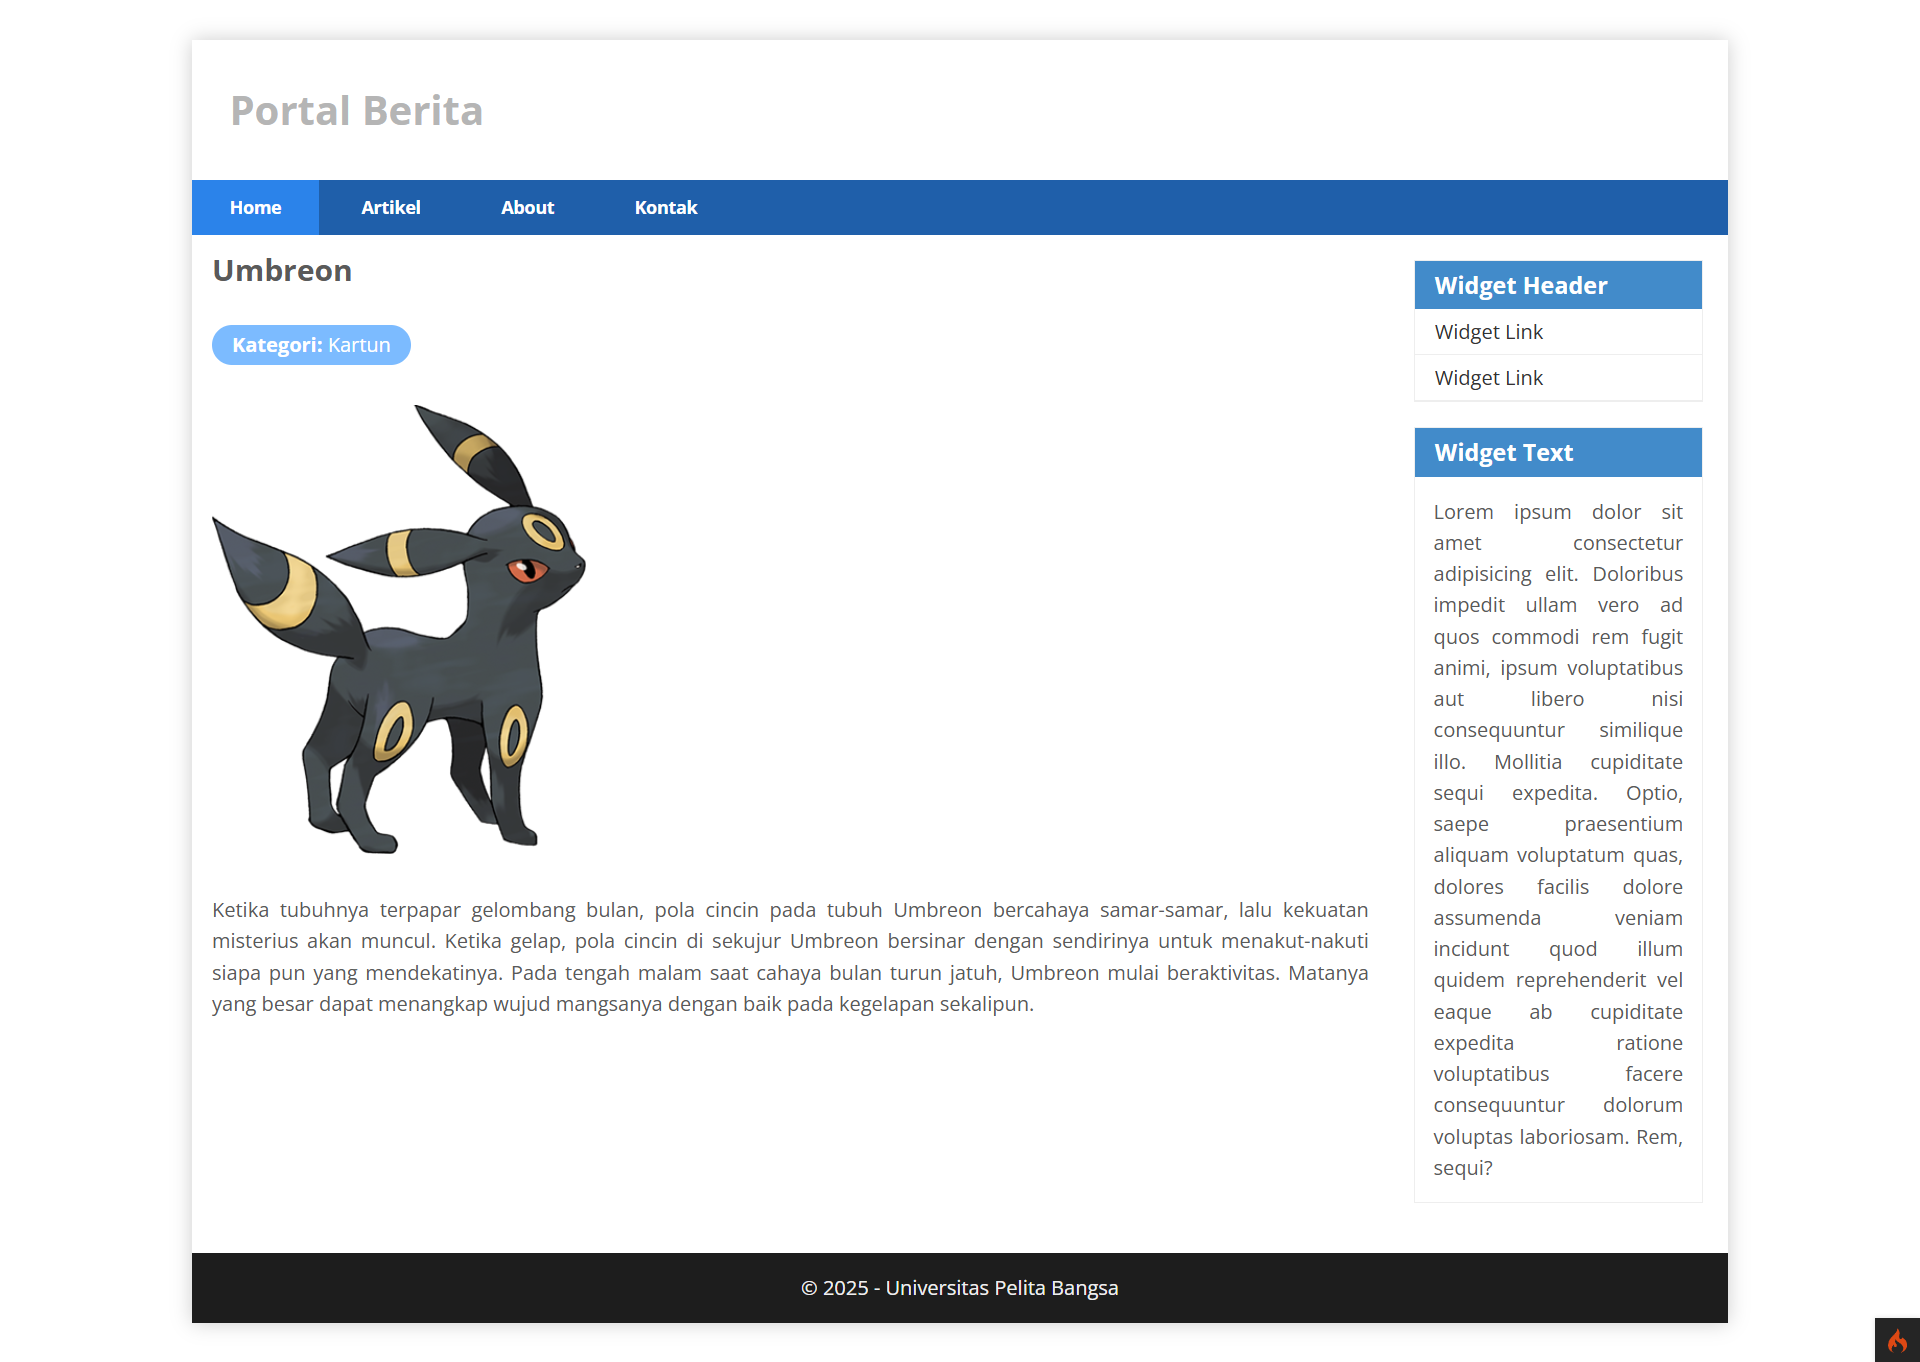 Portal Berita
Home
Artikel
About
Kontak
Umbreon
Kategori: Kartun
Ketika tubuhnya terpapar gelombang bulan, pola cincin pada tubuh Umbreon bercahaya samar-samar, lalu kekuatan
misterius akan muncul. Ketika gelap, pola cincin di sekujur Umbreon bersinar dengan sendirinya untuk menakut-nakuti
siapa pun yang mendekatinya. Pada tengah malam saat cahaya bulan turun jatuh, Umbreon mulai beraktivitas. Matanya
yang besar dapat menangkap wujud mangsanya dengan baik pada kegelapan sekalipun.
Widget Header
Widget Link
Widget Link
Widget Text
Lorem ipsum dolor sit
amet consectetur
adipisicing elit. Doloribus
impedit ullam vero ad
quos commodi rem fugit
animi, ipsum voluptatibus
aut libero nisi
consequuntur similique
illo. Mollitia cupiditate
sequi expedita. Optio,
saepe praesentium
aliquam voluptatum quas,
dolores facilis dolore
assumenda veniam
incidunt quod illum
quidem reprehenderit vel
eaque ab cupiditate
expedita ratione
voluptatibus facere
consequuntur dolorum
voluptas laboriosam. Rem,
sequi?
© 2025 - Universitas Pelita Bangsa